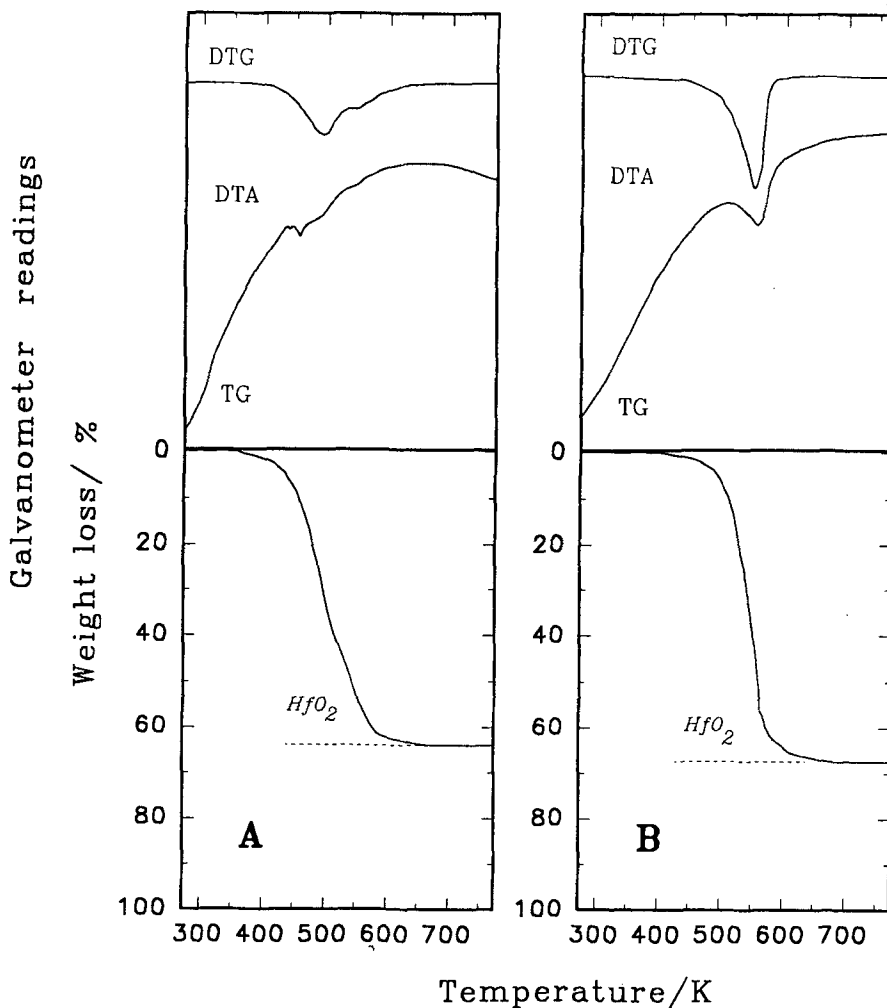 Galvanometer readings
Weight loss/ %
DTG
DTA
TG
0
20
40
60
80
100
HfO2
A
300 400 500 600 700
DTG
DTA
TG
0
20
40
60
80
100
HfO2
B
300 400 500 600 700
Temperature/K